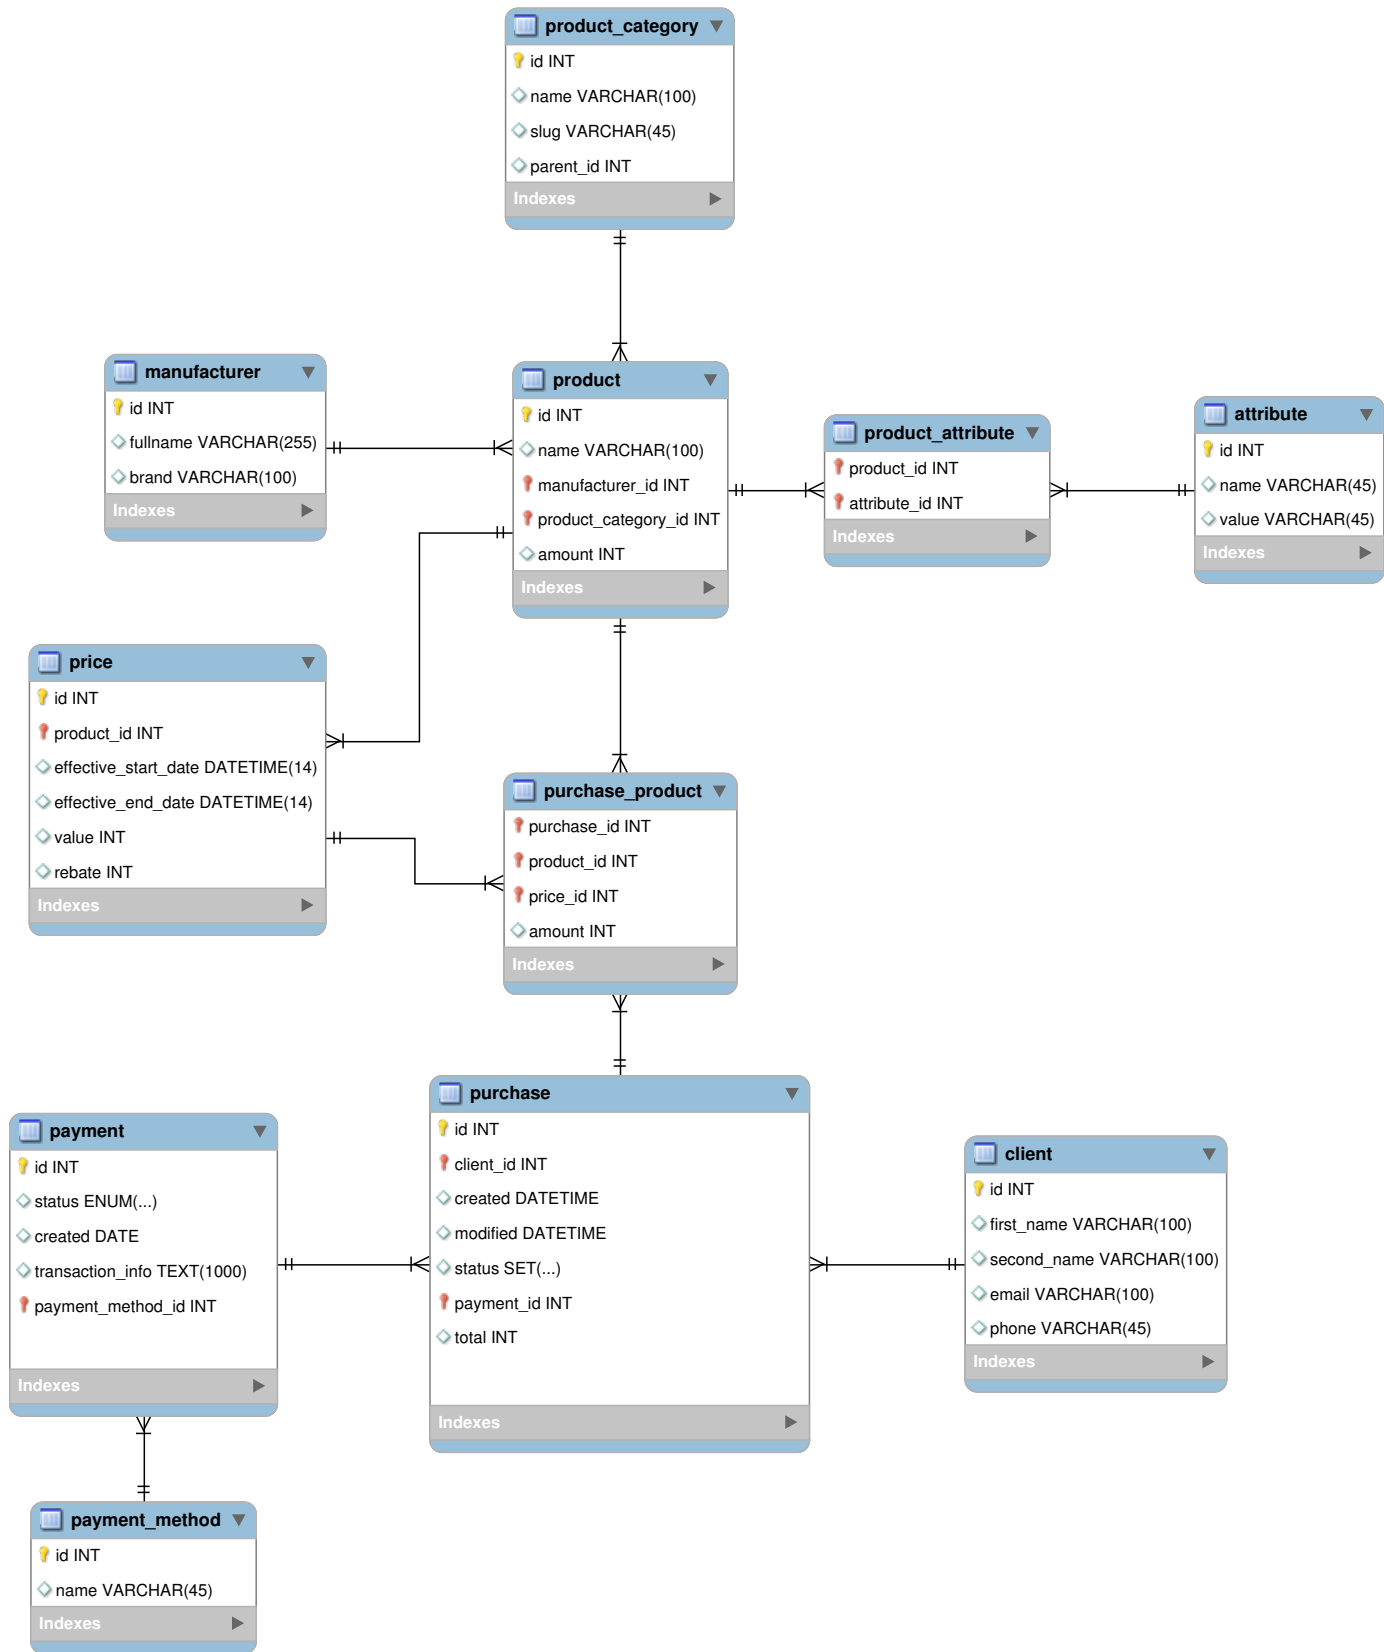 product_category
id INT
name VARCHAR(100)
slug VARCHAR(45)
parent_id INT
Indexes
manufacturer
id INT
fullname VARCHAR(255)
brand VARCHAR(100)
Indexes
product
id INT
name VARCHAR(100)
manufacturer_id INT
product_category_id INT
amount INT
Indexes
product_attribute
product_id INT
attribute_id INT
Indexes
attribute
id INT
name VARCHAR(45)
value VARCHAR(45)
Indexes
price
id INT
product_id INT
effective_start_date DATETIME(14)
effective_end_date DATETIME(14)
value INT
rebate INT
Indexes
purchase_product
purchase_id INT
product_id INT
price_id INT
amount INT
Indexes
payment
id INT
status ENUM(...)
created DATE
transaction_info TEXT(1000)
payment_method_id INT
Indexes
purchase
id INT
client_id INT
created DATETIME
modified DATETIME
status SET(...)
payment_id INT
total INT
Indexes
client
id INT
first_name VARCHAR(100)
second_name VARCHAR(100)
email VARCHAR(100)
phone VARCHAR(45)
Indexes
payment_method
id INT
name VARCHAR(45)
Indexes